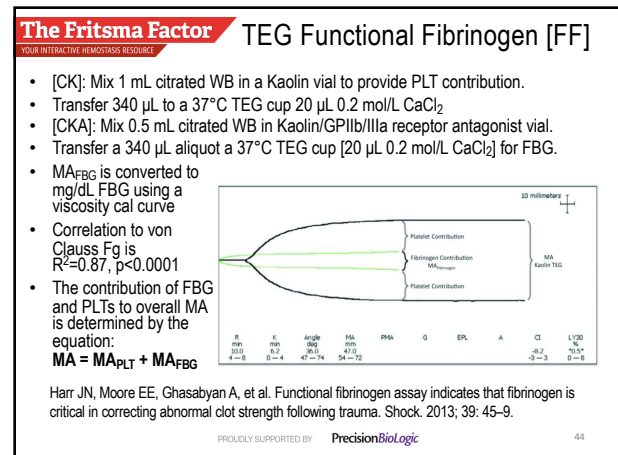 The Fritsma Factor
YOUR INTERACTIVE HEMOSTASIS RESOURCE
TEG Functional Fibrinogen [FF]
• [CK]: Mix 1 mL citrated WB in a Kaolin vial to provide PLT contribution.
• Transfer 340 µL to a 37°C TEG cup 20 µL 0.2 mol/L CaCl2
• [CKA]: Mix 0.5 mL citrated WB in Kaolin/GPIIb/IIIa receptor antagonist vial.
• Transfer a 340 µL aliquot a 37°C TEG cup [20 µL 0.2 mol/L CaCl2] for FBG.
• MAFBG is converted to
mg/dL FBG using a
viscosity cal curve
• Correlation to von
Clauss Fg is
R2=0.87, p<0.0001
• The contribution of FBG
and PLTs to overall MA
is determined by the
equation:
MA = MAPLT + MAFBG
10 millimeters
Platelet Contribution
Fibrinogen Contribution
MAFibrinogen
Platelet Contribution
MA
Kaolin TEG
R K Angle MA PMA G EPL A CI LY30
min min deg mm %
10.0 6.2 36.0 47.0 -8.2 *0.5*
4 — 8 0 — 4 47 — 74 54 — 72 -3 — 3 0 — 8
Harr JN, Moore EE, Ghasabyan A, et al. Functional fibrinogen assay indicates that fibrinogen is
critical in correcting abnormal clot strength following trauma. Shock. 2013; 39: 45–9.
PROUDLY SUPPORTED BY PrecisionBioLogic
44